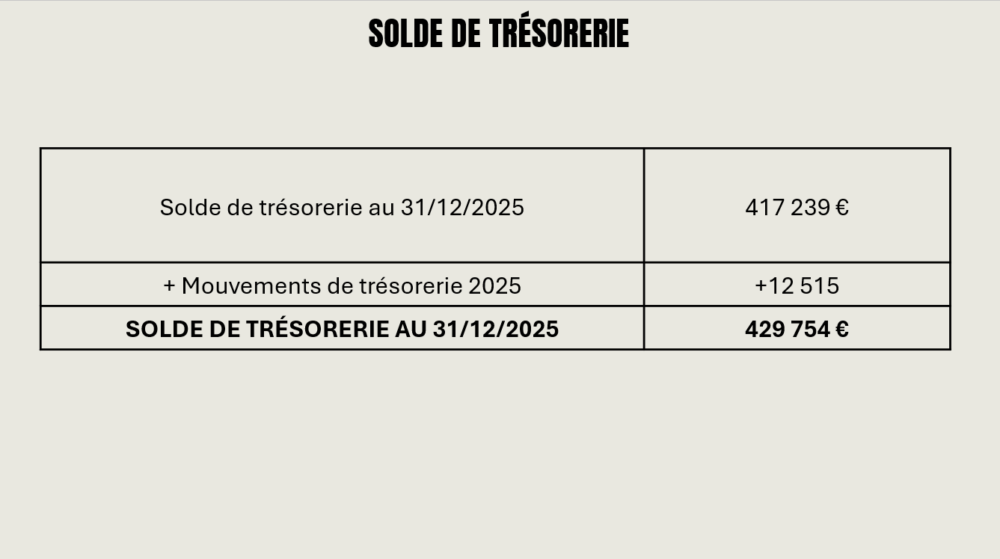 SOLDE DE TRÉSORERIE
Solde de trésorerie au 31/12/2025
417 239 €
+ Mouvements de trésorerie 2025
+12 515
SOLDE DE TRÉSORERIE AU 31/12/2025
429 754 €